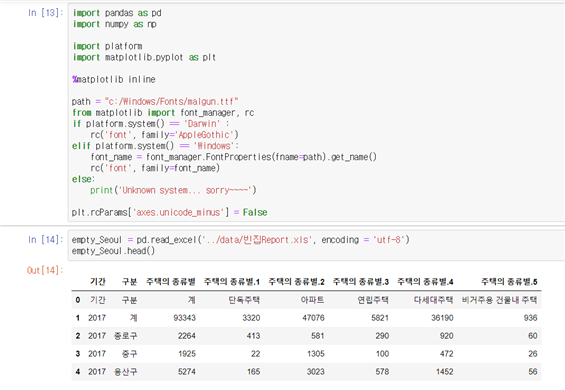 In [13]:
import pandas as pd
import numpy as np
import platform
import matplotlib.pyplot as plt
%matplotlib inline
path = "c:/Windows/Fonts/malgun.ttf"
from matplotlib import font_manager, rc
if platform.system() == 'Darwin' :
rc('font', family='AppleGothic')
elif platform.system() == 'Windows':
font_name = font_manager.FontProperties(fname=path).get_name()
rc('font', family=font_name)
else:
print('Unknown system... sorry~~~~')
plt.rcParams['axes.unicode_minus'] = False
In [14]:
empty_Seoul = pd.read_excel('../data/빈집Report.xls', encoding = 'utf-8')
empty_Seoul.head()
Out[14]:
기간 구분 주택의 종류별 주택의 종류별.1 주택의 종류별.2 주택의 종류별.3 주택의 종류별.4 주택의 종류별.5
0 기간 구분 계 단독주택 아파트 연립주택 다세대주택 비거주용 건물내 주택
1 2017 계 93343 3320 47076 5821 36190 936
2 2017 종로구 2264 413 581 290 920 60
3 2017 중구 1925 22 1305 100 472 26
4 2017 용산구 5274 165 3023 578 1452 56